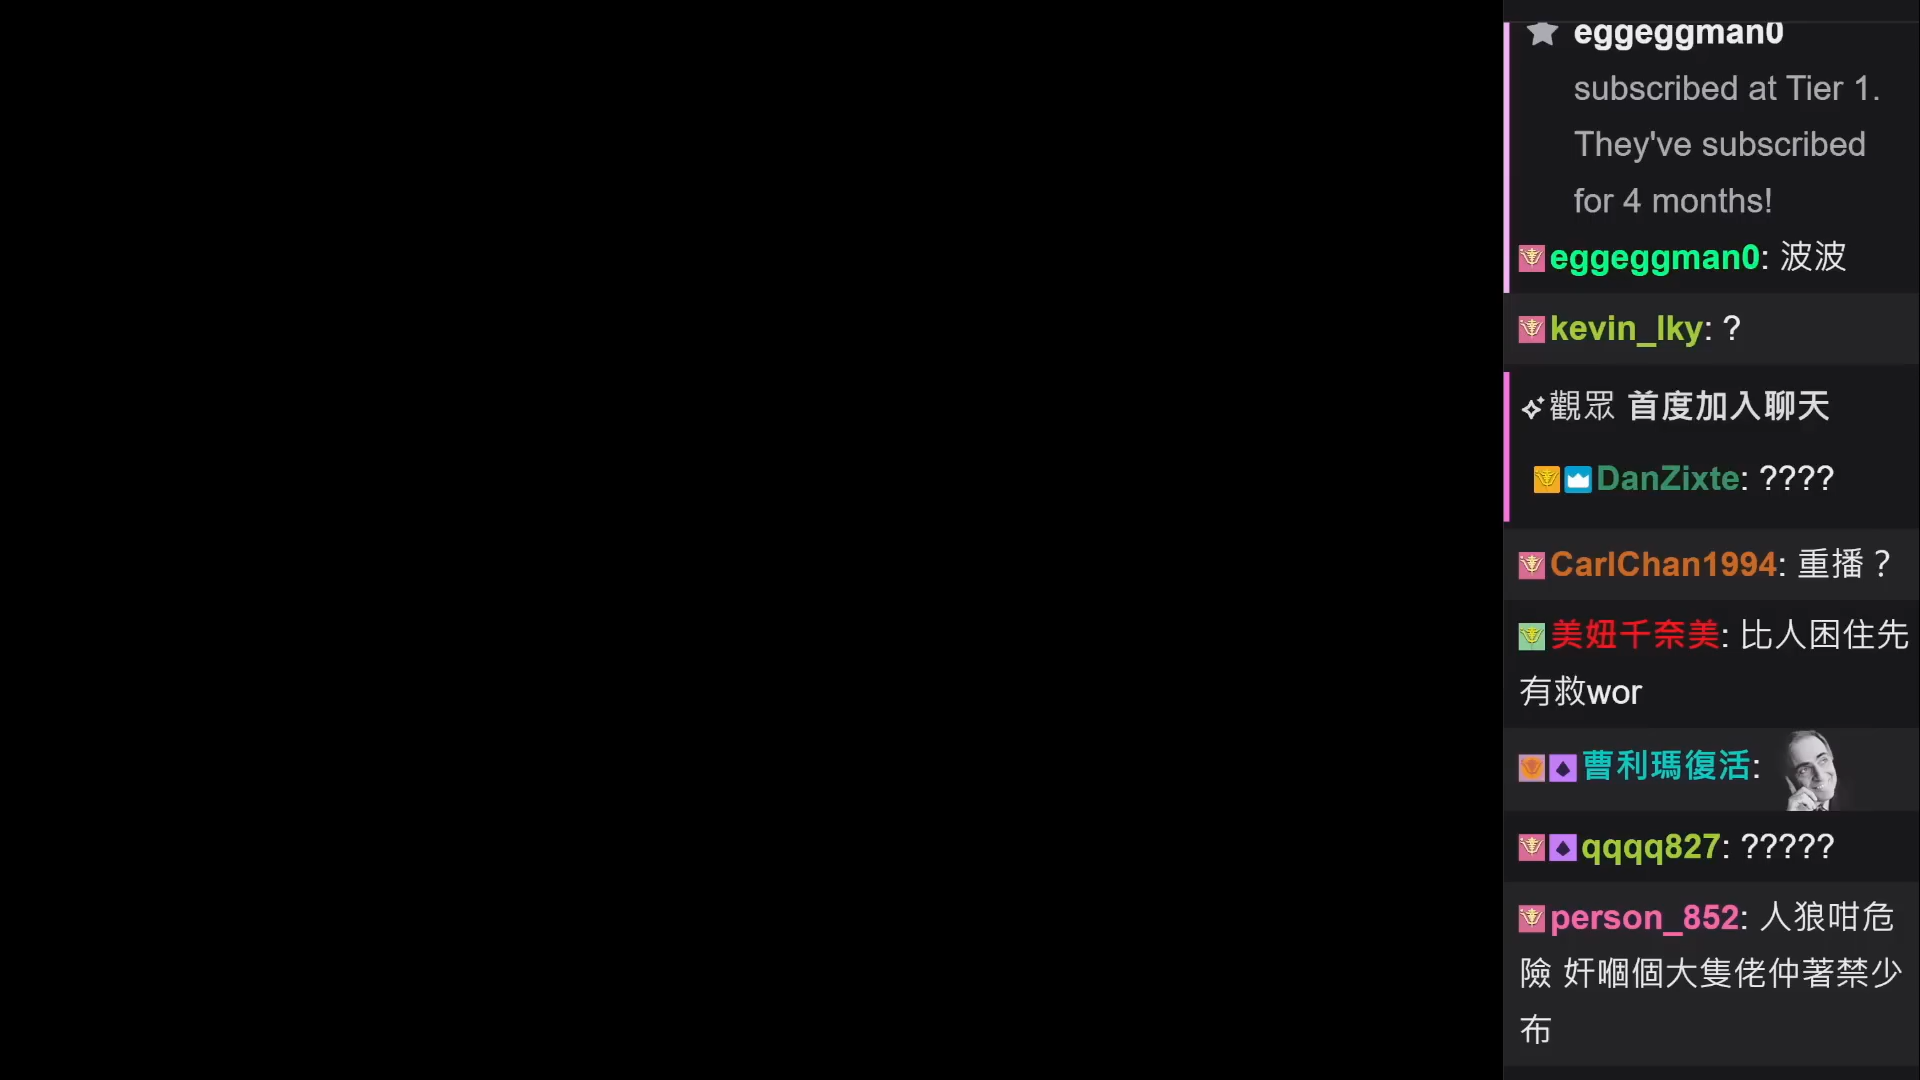 eggeggman0
subscribed at Tier 1.
They've subscribed
for 4 months!
eggeggman0: 波波
kevin_lky: ?
觀眾 首度加入聊天
DanZixte: ????
CarlChan1994: 重播？
美妞千奈美: 比人困住先
有救wor
曹利瑪復活:
qqqq827: ?????
person_852: 人狼咁危
險 奸嗰個大隻佬仲著禁少
布